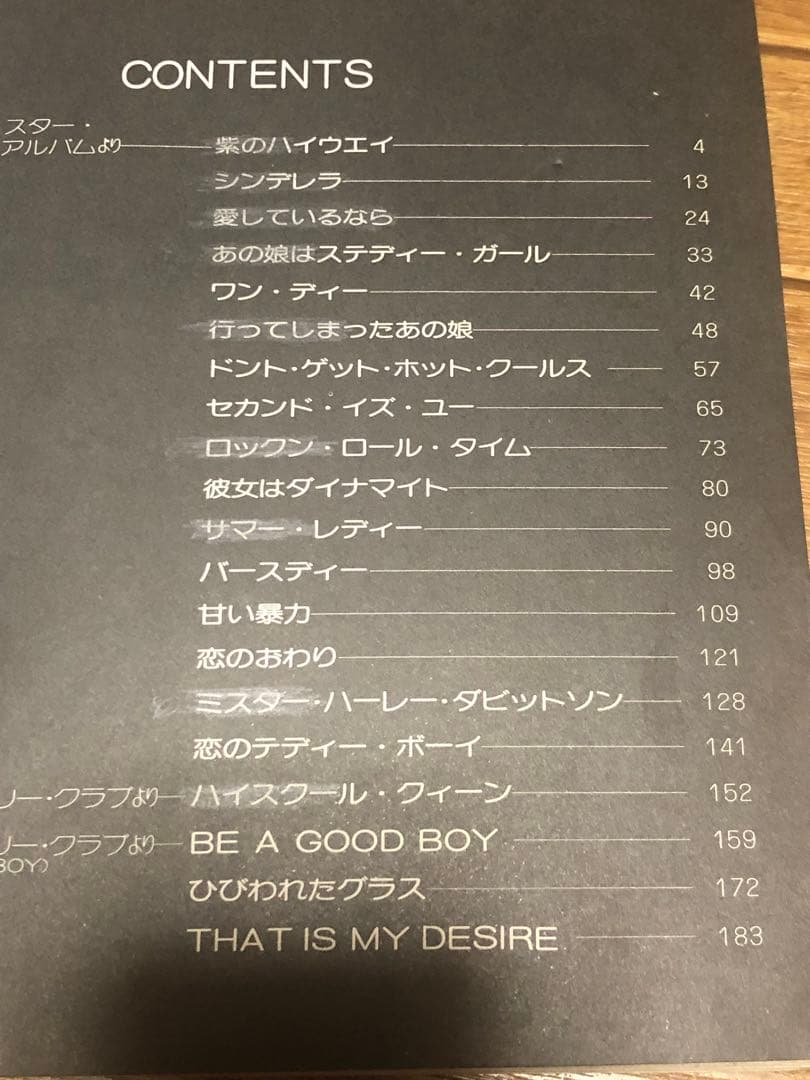 CONTENTS
スター・
アルバムより
紫のハイウエイ 4
シンデレラ 13
愛しているなら 24
あの娘はステディー・ガール 33
ワン・ディー 42
行ってしまったあの娘 48
ドント・ゲット・ホット・クールス 57
セカンド・イズ・ユー 65
ロックン・ロール・タイム 73
彼女はダイナマイト 80
サマー・レディー 90
バースディー 98
甘い暴力 109
恋のおわり 121
ミスター・ハーレー・ダビットソン 128
恋のテディー・ボーイ 141
リー・クラブより ハイスクール・クィーン 152
リー・クラブより BE A GOOD BOY 159
BOY)
ひびわれたグラス 172
THAT IS MY DESIRE 183